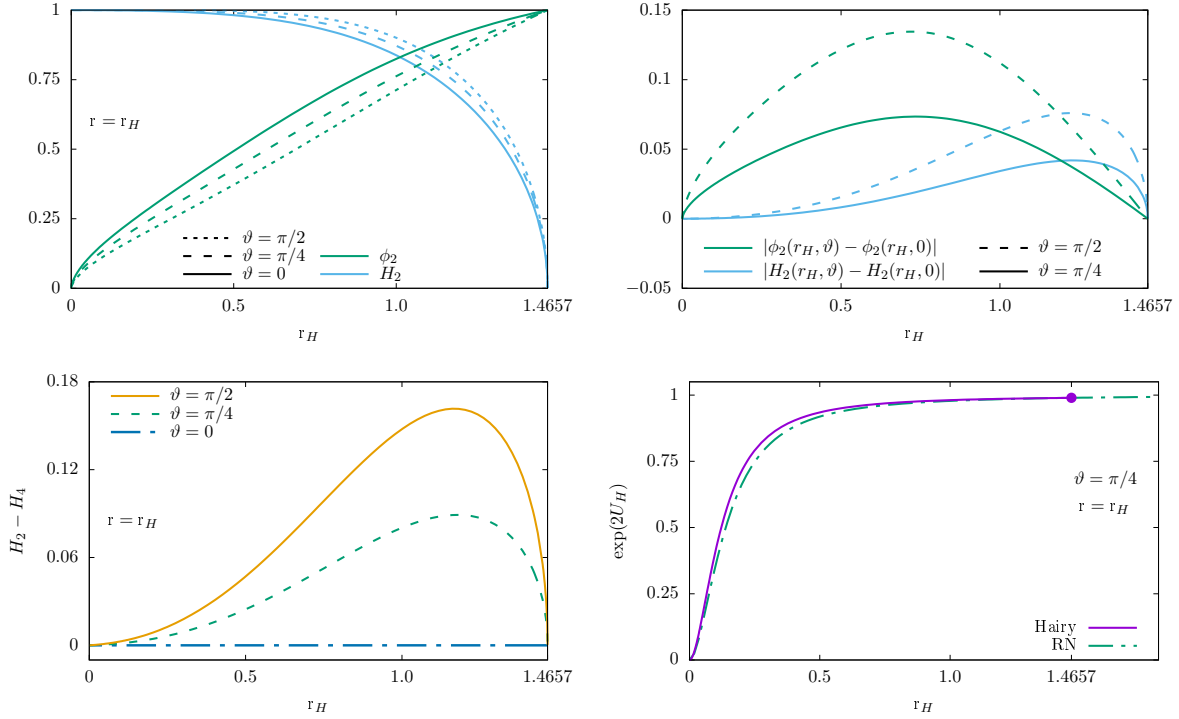 1
0.75
0.5
0.25
0
r = r_H
ϑ = π/2
ϑ = π/4
ϑ = 0
ϕ_2
H_2
0 0.5 1.0 1.4657
r_H
0.15
0.1
0.05
0
−0.05
|ϕ_2(r_H, ϑ) − ϕ_2(r_H, 0)|
|H_2(r_H, ϑ) − H_2(r_H, 0)|
ϑ = π/2
ϑ = π/4
0 0.5 1.0 1.4657
r_H
0.18
0.12
0.06
0
H_2 − H_4
ϑ = π/2
ϑ = π/4
ϑ = 0
r = r_H
0 0.5 1.0 1.4657
r_H
1
0.75
0.5
0.25
0
exp(2U_H)
ϑ = π/4
r = r_H
Hairy
RN
0 0.5 1.0 1.4657
r_H